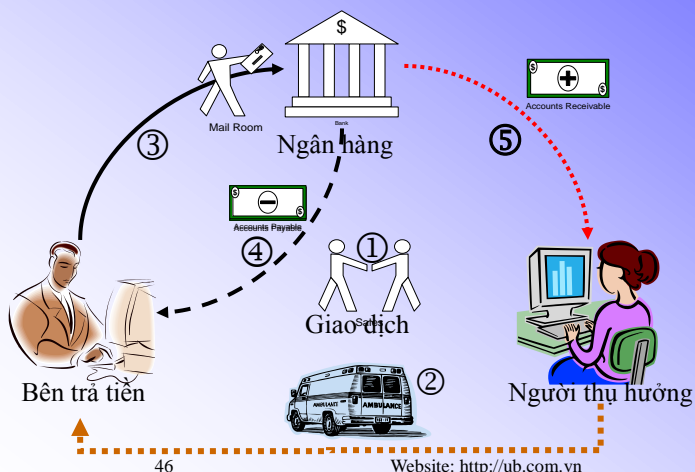 $
Mail Room
③
Bank
Ngân hàng
$
$
Accounts Receivable
⑤
$
$
Accounts Payable
④
①
Sales
Giao dịch
Bên trả tiền
AMBULANCE
AMBULANCE
②
Người thụ hưởng
46
Website: http://ub.com.vn